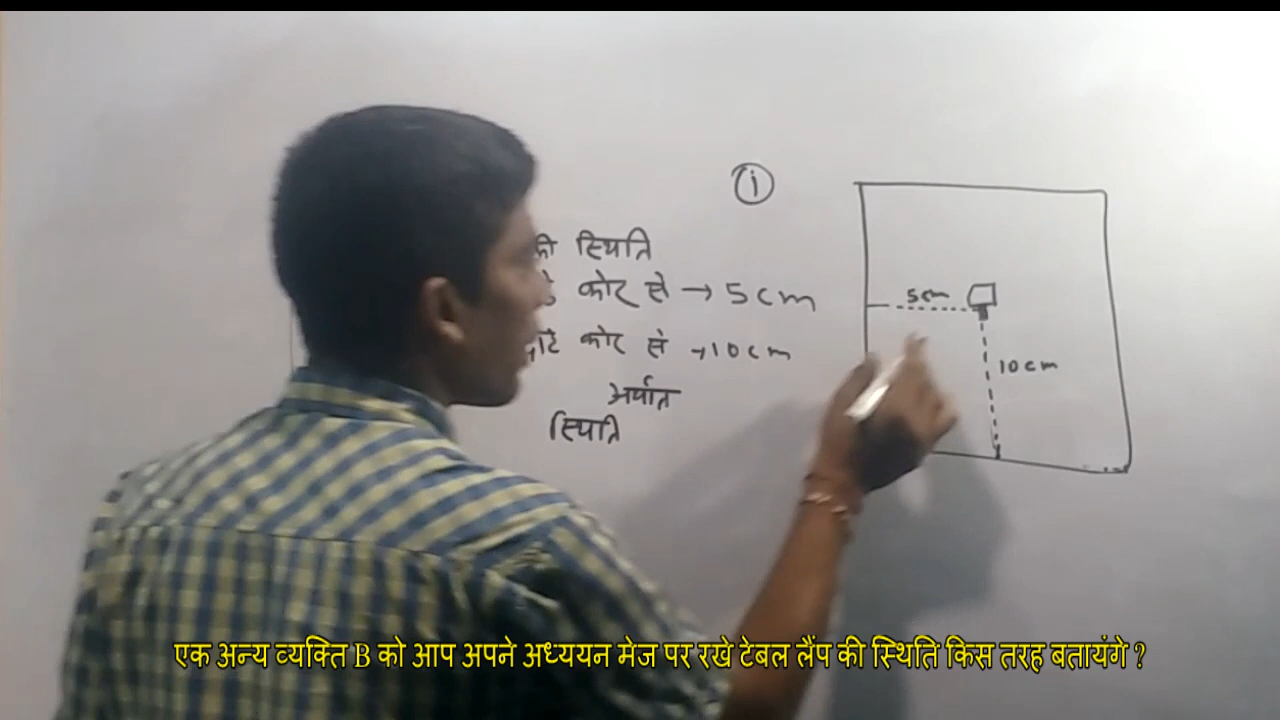 i
की स्थिति
कोर से → 5cm
कोर से → 10cm
अर्थात
स्थिति
5cm
10cm
एक अन्य व्यक्ति B को आप अपने अध्ययन मेज पर रखे टेबल लैंप की स्थिति किस तरह बतायंगे ?